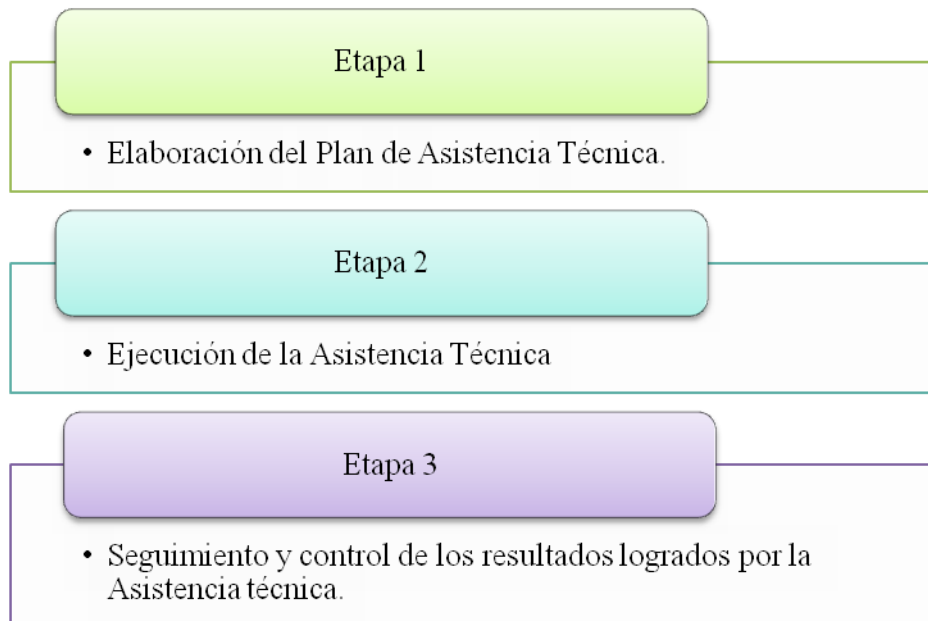 Etapa 1
• Elaboración del Plan de Asistencia Técnica.
Etapa 2
• Ejecución de la Asistencia Técnica
Etapa 3
• Seguimiento y control de los resultados logrados por la
Asistencia técnica.